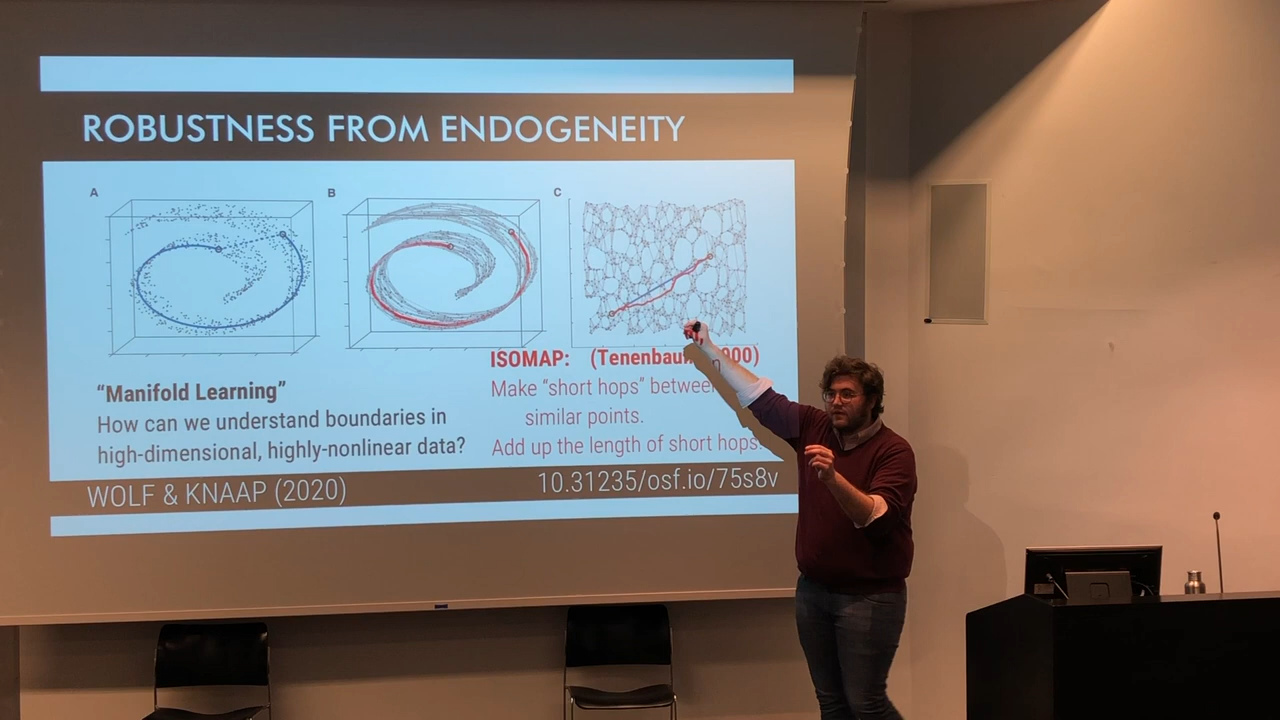 ROBUSTNESS FROM ENDOGENEITY
A
B
C
"Manifold Learning"
How can we understand boundaries in
high-dimensional, highly-nonlinear data?
ISOMAP: (Tenenbaum 000)
Make "short hops" between
similar points.
Add up the length of short hops.
WOLF & KNAAP (2020)
10.31235/osf.io/75s8v